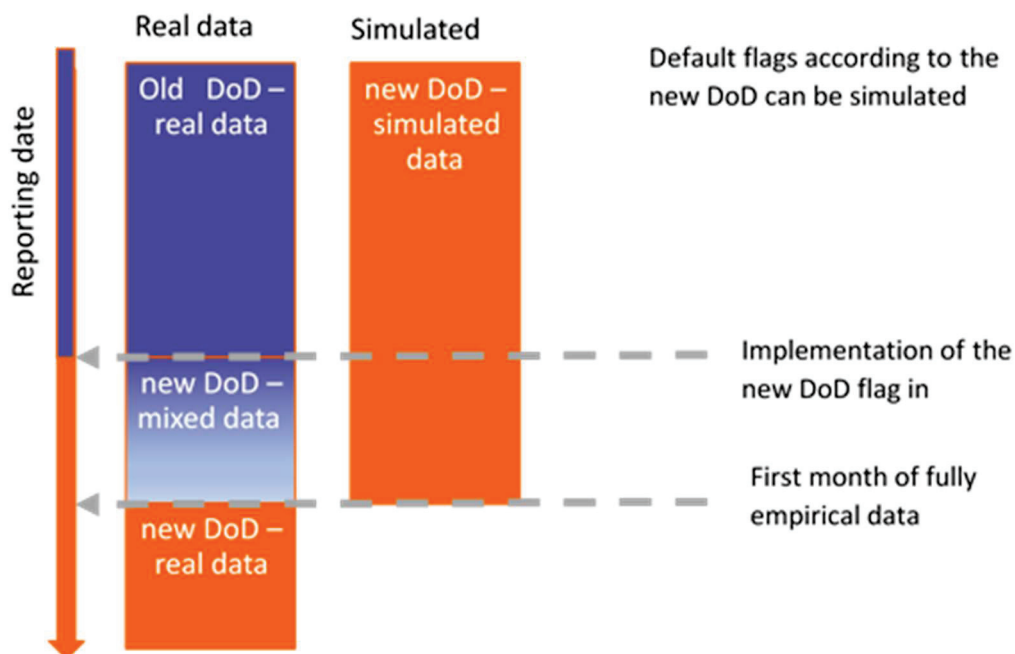 Real data
Simulated
Reporting date
Old DoD –
real data
new DoD –
simulated
data
Default flags according to the
new DoD can be simulated
Implementation of the
new DoD flag in
new DoD –
mixed data
First month of fully
empirical data
new DoD –
real data